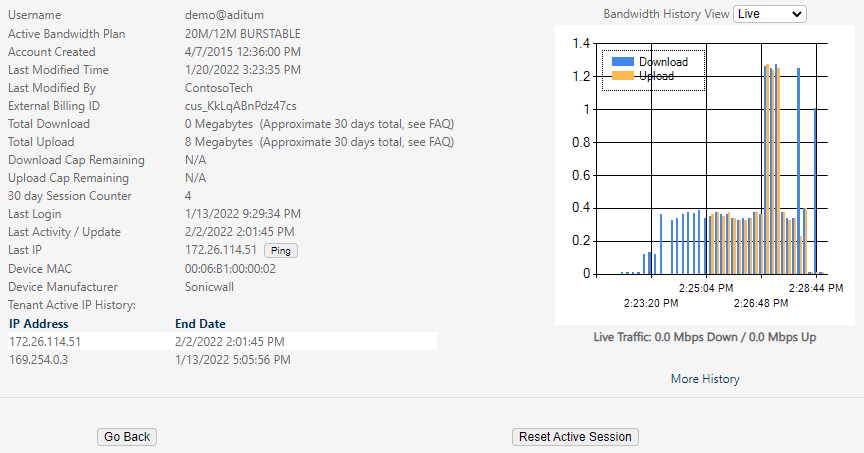 Username demo@aditum
Active Bandwidth Plan 20M/12M BURSTABLE
Account Created 4/7/2015 12:36:00 PM
Last Modified Time 1/20/2022 3:23:35 PM
Last Modified By ContosoTech
External Billing ID cus_KkLqABnPdz47cs
Total Download 0 Megabytes (Approximate 30 days total, see FAQ)
Total Upload 8 Megabytes (Approximate 30 days total, see FAQ)
Download Cap Remaining N/A
Upload Cap Remaining N/A
30 day Session Counter 4
Last Login 1/13/2022 9:29:34 PM
Last Activity / Update 2/2/2022 2:01:45 PM
Last IP 172.26.114.51 Ping
Device MAC 00:06:B1:00:00:02
Device Manufacturer Sonicwall
Tenant Active IP History:
IP Address End Date
172.26.114.51 2/2/2022 2:01:45 PM
169.254.0.3 1/13/2022 5:05:56 PM
Bandwidth History View Live
1.4
1.2
1
0.8
0.6
0.4
0.2
0
Download
Upload
2:25:04 PM 2:28:44 PM
2:23:20 PM 2:26:48 PM
Live Traffic: 0.0 Mbps Down / 0.0 Mbps Up
More History
Go Back Reset Active Session